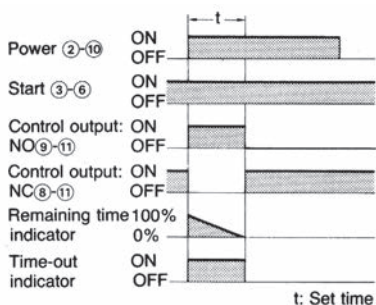 t
Power ②-⑩ ON
OFF
Start ③-⑥ ON
OFF
Control output: ON
NO⑨-⑪ OFF
Control output: ON
NC⑧-⑪ OFF
Remaining time 100%
indicator 0%
Time-out ON
indicator OFF
t: Set time